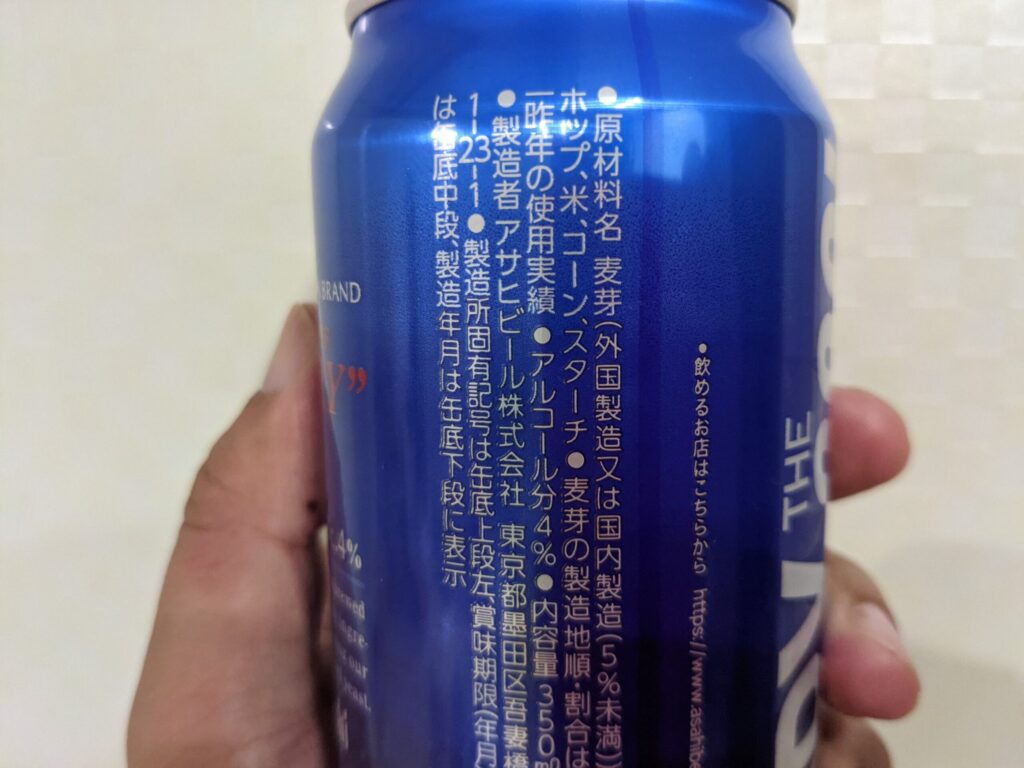 ●原材料名 麦芽(外国製造又は国内製造(5%未満))
ホップ、米、コーン、スターチ●麦芽の製造地順・割合は
一昨年の使用実績 ●アルコール分4% ●内容量350ml
●製造者 アサヒビール株式会社 東京都墨田区吾妻橋
1-23-1●製造所固有記号は缶底上段左、賞味期限(年月
は缶底中段、製造年月は缶底下段に表示
•飲めるお店はこちらから https://www.asahibe
THE
BRAND
Y”
.4%
our